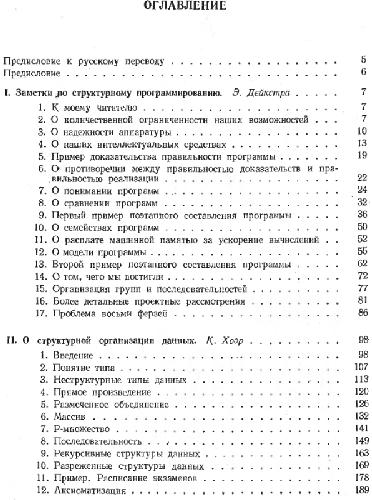 ОГЛАВЛЕНИЕ
Предисловие к русскому переводу . . . 5
Предисловие . . . 6
I. Заметки по структурному программированию. Э. Дейкстра . . . 7
1. К моему читателю . . . 7
2. О количественной ограниченности наших возможностей . . . 7
3. О надежности аппаратуры . . . 10
4. О наших интеллектуальных средствах . . . 13
5. Пример доказательства правильности программы . . . 19
6. О противоречии между правильностью доказательств и пра-
вильностью реализации . . . 22
7. О понимании программ . . . 24
8. О сравнении программ . . . 32
9. Первый пример поэтапного составления программы . . . 36
10. О семействах программ . . . 50
11. О расплате машинной памятью за ускорение вычислений . . . 52
12. О модели программы . . . 55
13. Второй пример поэтапного составления программы . . . 62
14. О том, чего мы достигли . . . 72
15. Организация групп и последовательностей . . . 77
16. Более детальные проектные рассмотрения . . . 81
17. Проблема восьми ферзей . . . 86
II. О структурной организации данных. К. Хоор . . . 98
1. Введение . . . 98
2. Понятие типа . . . 107
3. Неструктурные типы данных . . . 113
4. Прямое произведение . . . 120
5. Размеченное объединение . . . 126
6. Массив . . . 132
7. Р-множество . . . 141
8. Последовательность . . . 149
9. Рекурсивные структуры данных . . . 163
10. Разреженные структуры данных . . . 169
11. Пример. Расписание экзаменов . . . 178
12. Аксиоматизация . . . 189